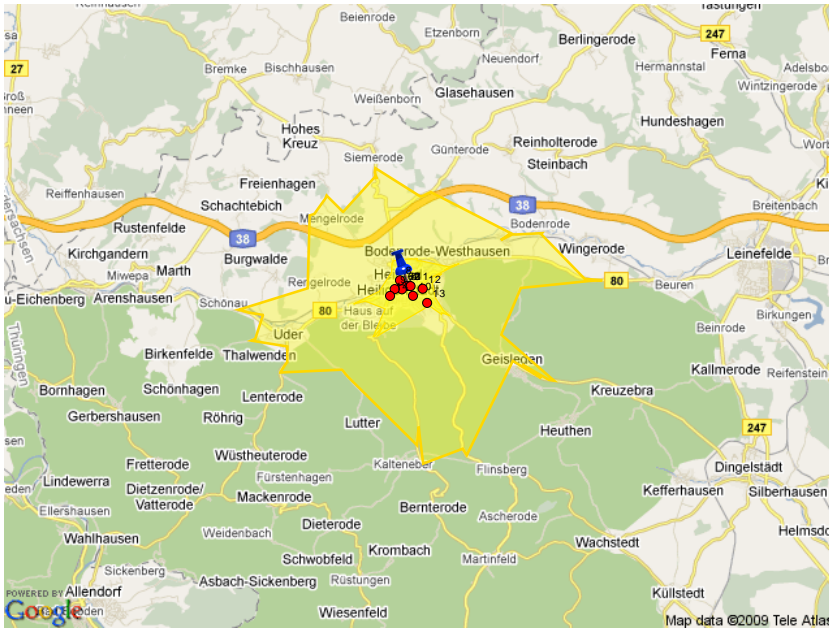 Reinhausen
Beienrode
Etzenborn
Berlingerode
247
Tastungen
Ferna
27
Bremke
Bischhausen
Neuendorf
Hermannstal
Wintzingerode
Weißenborn
Glasehausen
Hundeshagen
Hohes
Kreuz
Siemerode
Günterode
Reinholterode
Steinbach
Reiffenhausen
Freienhagen
Schachtebich
Mengelrode
38
Bodenrode
Breitenbach
Rustenfelde
38
Kirchgandern
Burgwalde
Bodenrode-Westhausen
Wingerode
Leinefelde
Miwepa
Marth
Arenshausen
Rengelrode
12
80
Beuren
Schönau
80
13
Haus auf
der Bleibe
Birkungen
Uder
Beinrode
Thüringen
Birkenfelde
Thalwenden
Geisleden
Kallmerode
Reifenstein
Bornhagen
Schönhagen
Lenterode
Kreuzebra
Gerbershausen
Röhrig
Lutter
Heuthen
247
Wüstheuterode
Fretterode
Kalteneber
Flinsberg
Dingelstädt
Lindewerra
Dietzenrode/
Vatterode
Fürstenhagen
Mackenrode
Kefferhausen
Silberhausen
Ellershausen
Bernterode
Ascherode
Dieterode
Wahlhausen
Weidenbach
Wachstedt
Schwobfeld
Krombach
Martinfeld
Sickenberg
Asbach-Sickenberg
Rüstungen
Allendorf
Küllstedt
POWERED BY
Google
Wiesenfeld
Map data ©2009 Tele Atlas